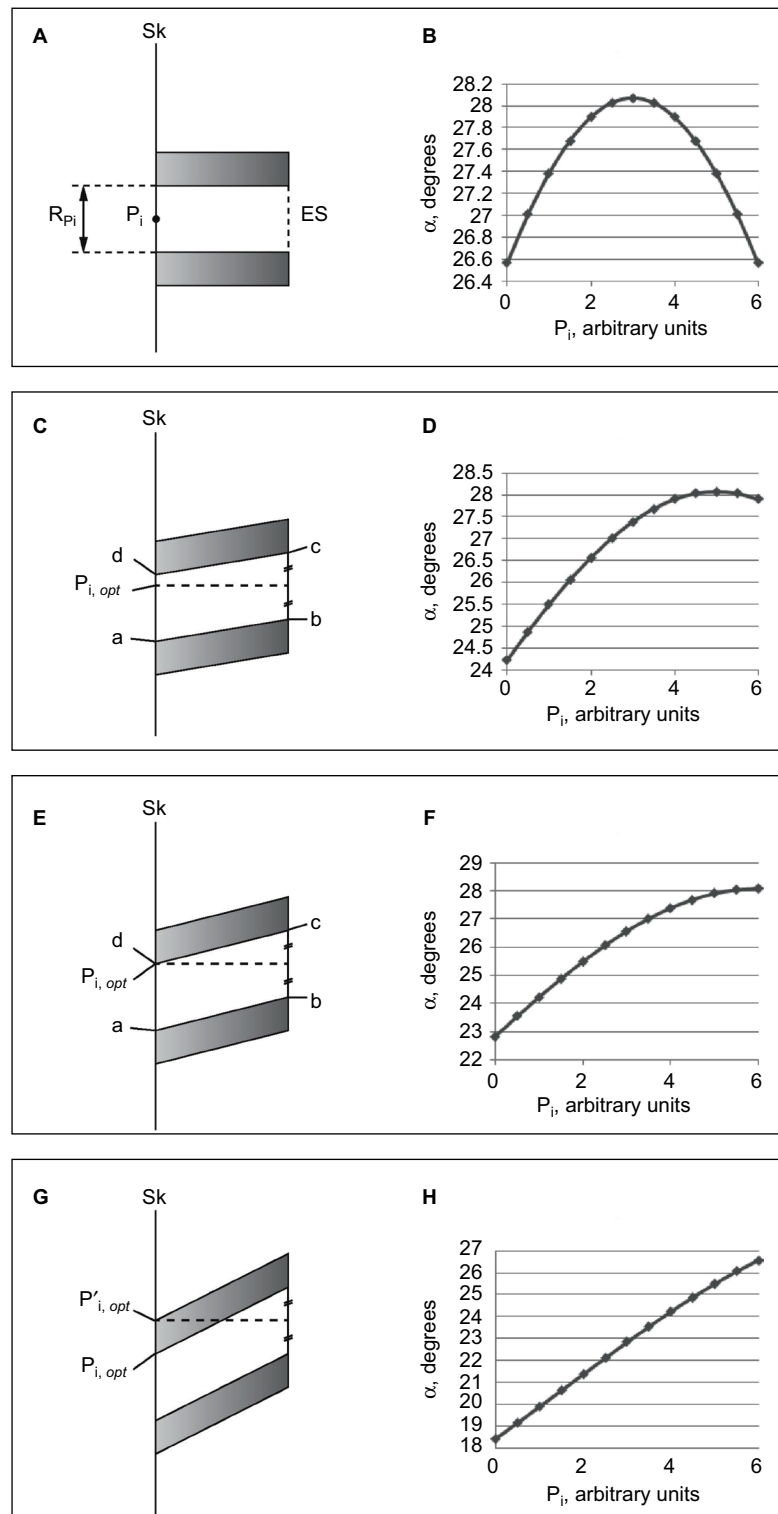 A
Sk
R_Pi
P_i
ES
B
28.2
28
27.8
27.6
27.4
27.2
27
26.8
26.6
26.4
α, degrees
0 2 4 6
P_i, arbitrary units
C
Sk
d
c
P_i, opt
a
b
D
28.5
28
27.5
27
26.5
26
25.5
25
24.5
24
α, degrees
0 2 4 6
P_i, arbitrary units
E
Sk
d
c
P_i, opt
a
b
F
29
28
27
26
25
24
23
22
α, degrees
0 2 4 6
P_i, arbitrary units
G
Sk
P′_i, opt
P_i, opt
H
27
26
25
24
23
22
21
20
19
18
α, degrees
0 2 4 6
P_i, arbitrary units